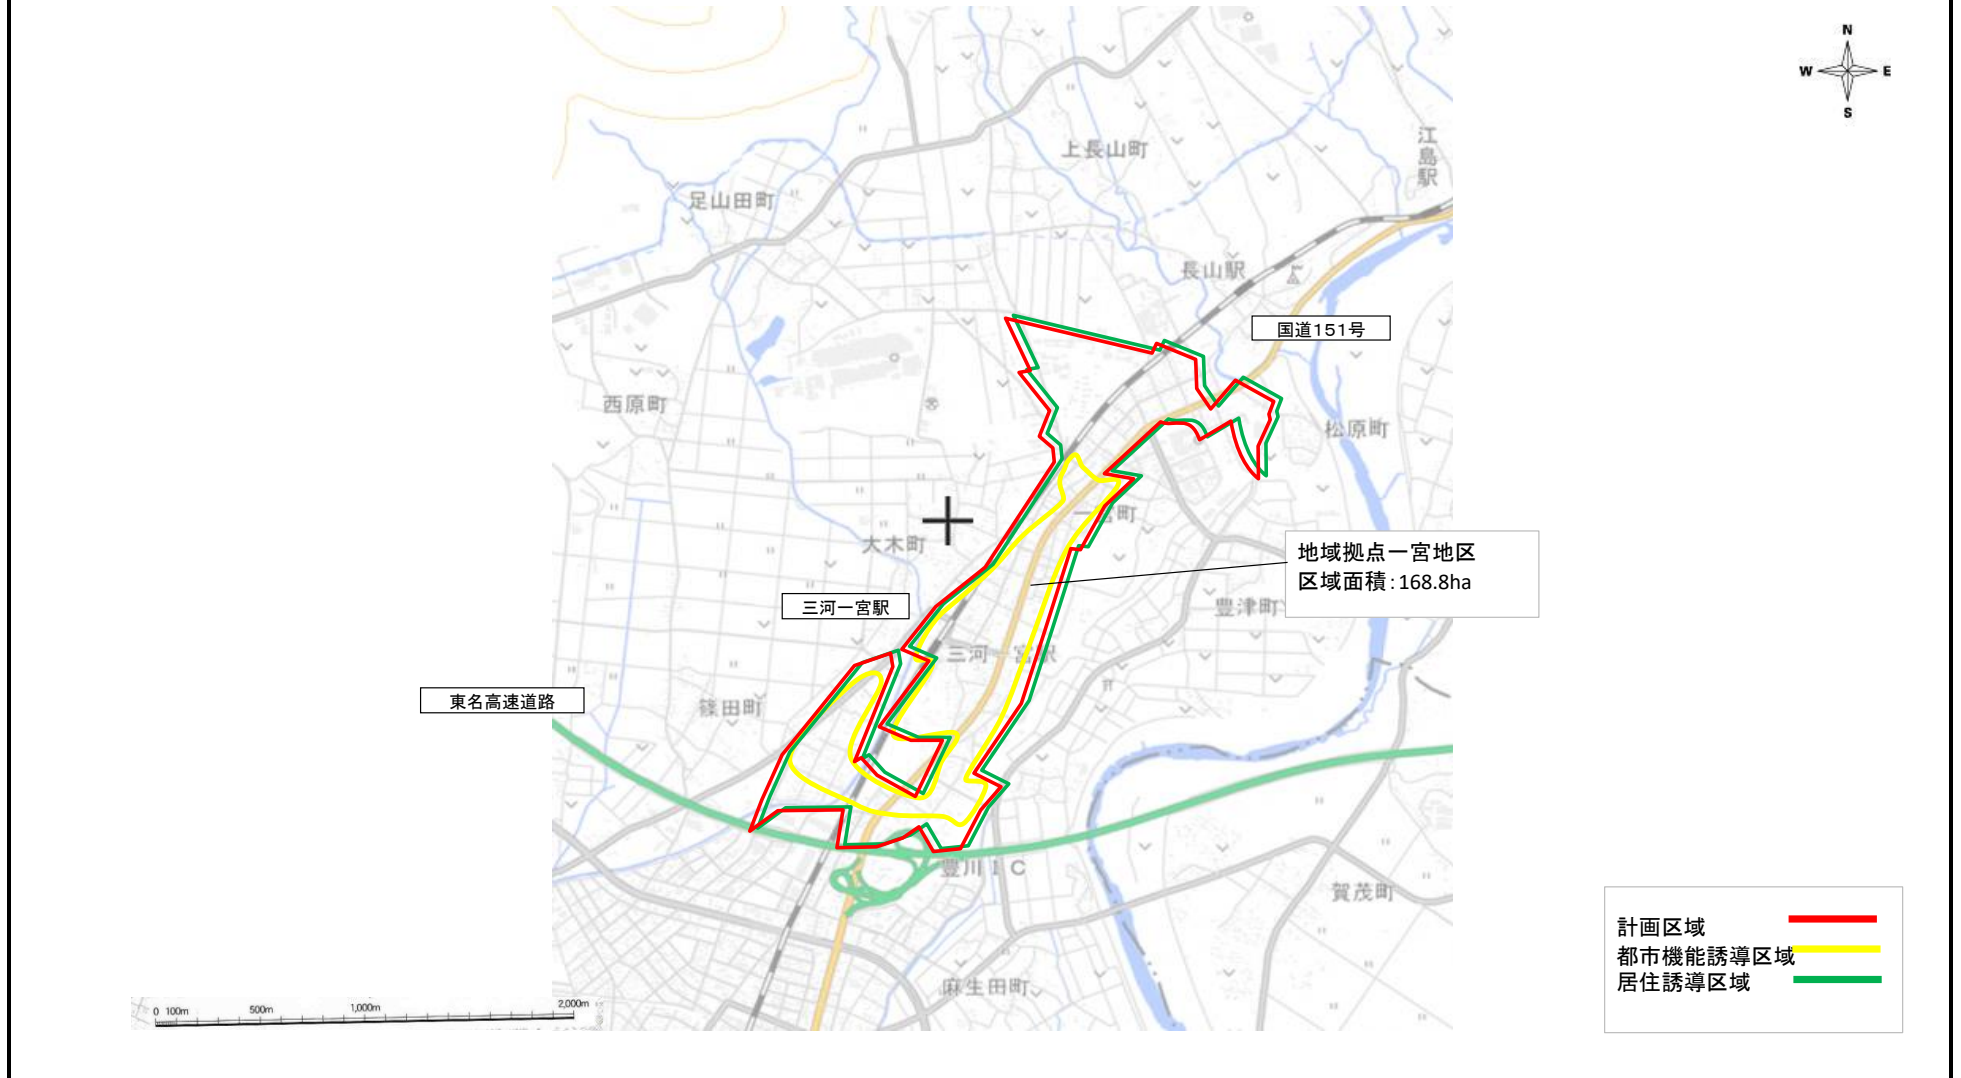 N
W
E
S
上長山町
江島駅
足山田町
長山駅
国道151号
西原町
松原町
一宮町
大木町
地域拠点一宮地区
区域面積:168.8ha
三河一宮駅
豊津町
三河一宮駅
東名高速道路
篠田町
豊川IC
賀茂町
計画区域
都市機能誘導区域
居住誘導区域
麻生田町
0 100m 500m 1,000m 2,000m